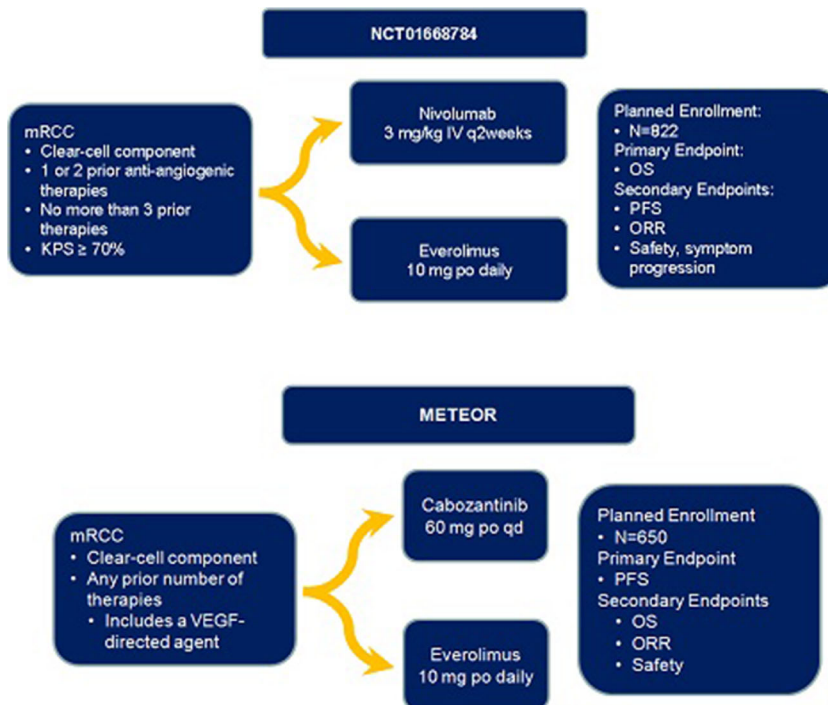 NCT01668784
mRCC
• Clear-cell component
• 1 or 2 prior anti-angiogenic
therapies
• No more than 3 prior
therapies
• KPS ≥ 70%
Nivolumab
3 mg/kg IV q2weeks
Everolimus
10 mg po daily
Planned Enrollment:
• N=822
Primary Endpoint:
• OS
Secondary Endpoints:
• PFS
• ORR
• Safety, symptom
progression
METEOR
mRCC
• Clear-cell component
• Any prior number of
therapies
• Includes a VEGF-
directed agent
Cabozantinib
60 mg po qd
Everolimus
10 mg po daily
Planned Enrollment
• N=650
Primary Endpoint
• PFS
Secondary Endpoints
• OS
• ORR
• Safety